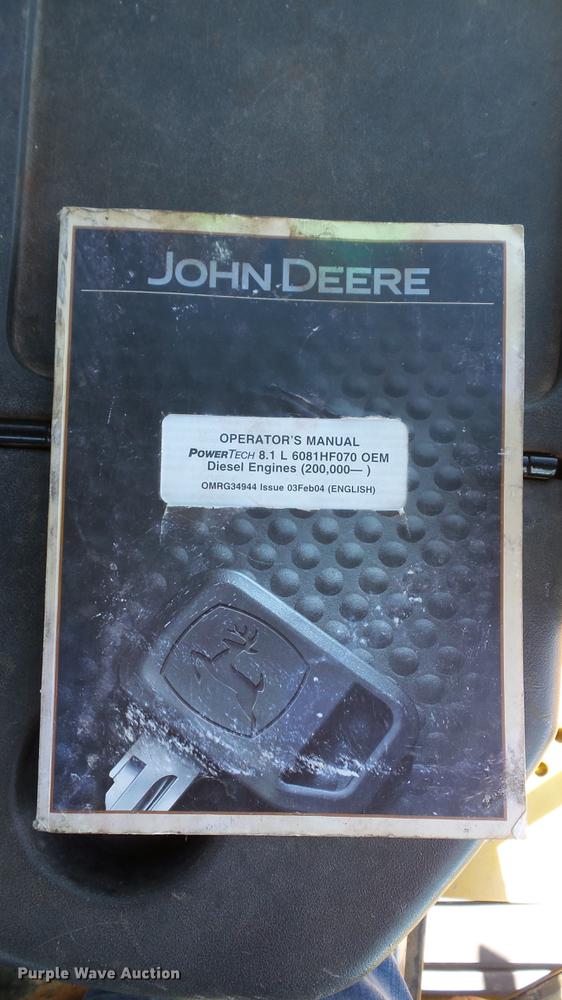 JOHN DEERE
OPERATOR'S MANUAL
POWERTECH 8.1 L 6081HF070 OEM
Diesel Engines (200,000— )
OMRG34944 Issue 03Feb04 (ENGLISH)
Purple Wave Auction